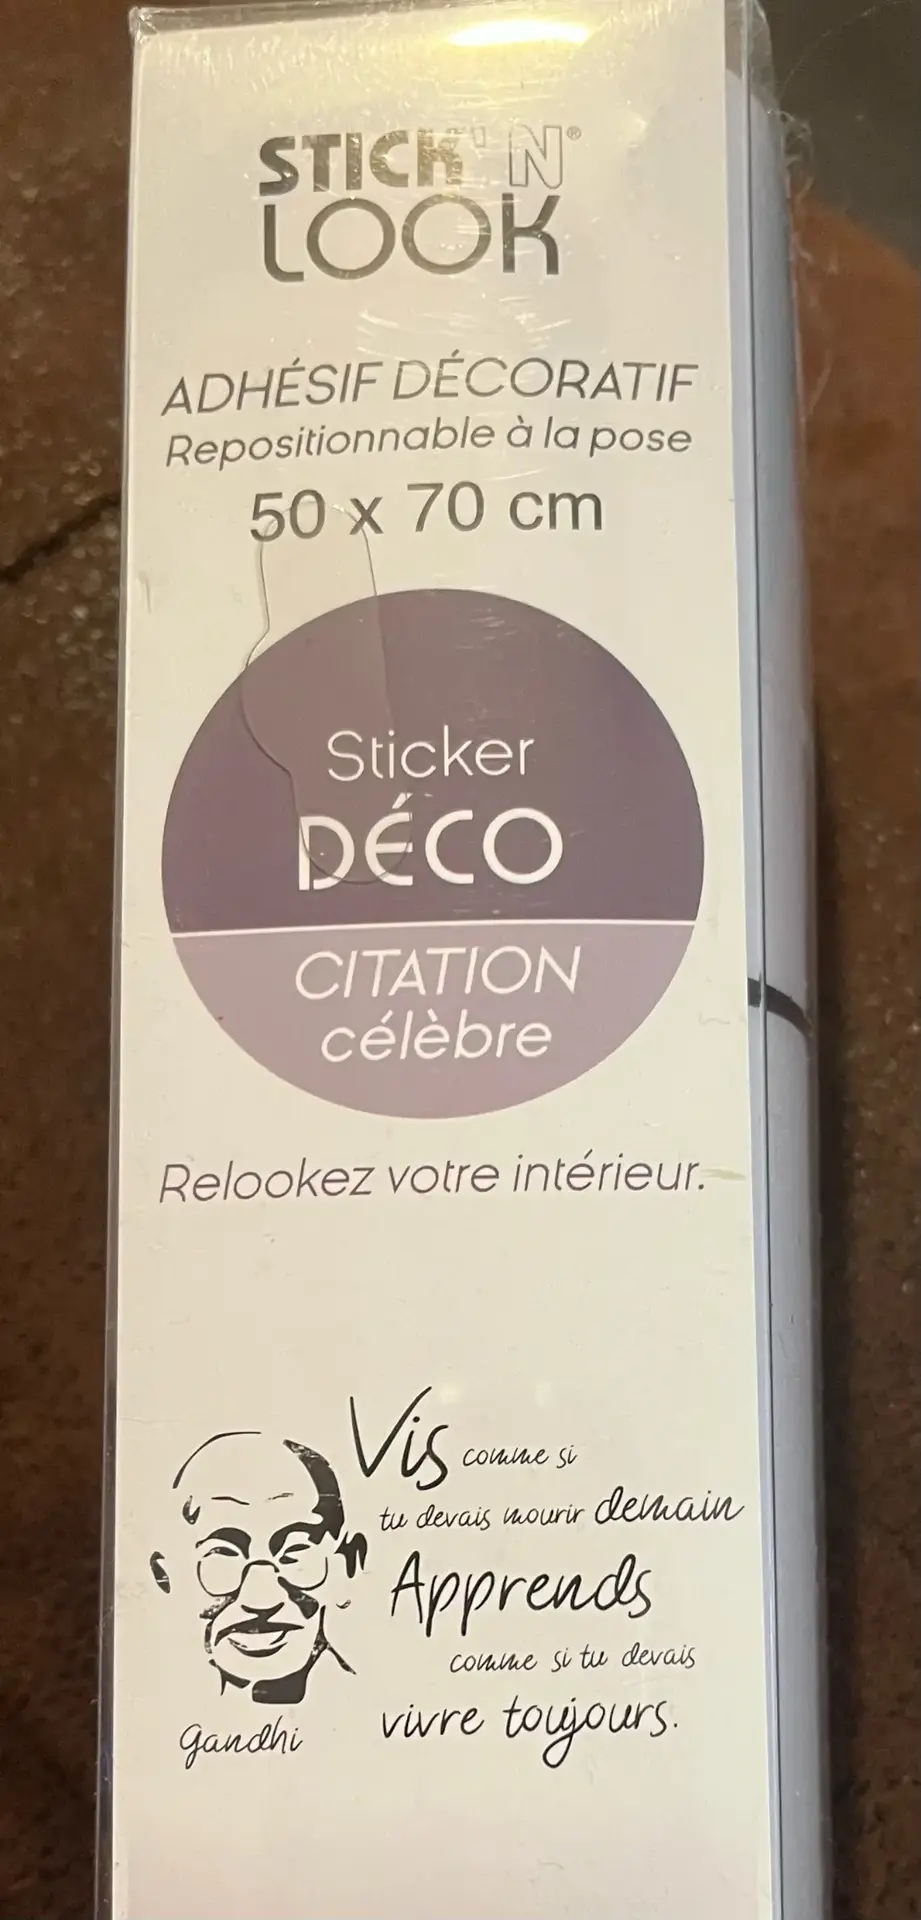 STICK'N®
LOOK
ADHÉSIF DÉCORATIF
Repositionnable à la pose
50 x 70 cm
Sticker
DÉCO
CITATION
célèbre
Relookez votre intérieur.
Vis comme si
tu devais mourir demain
Apprends
comme si tu devais
vivre toujours.
Gandhi